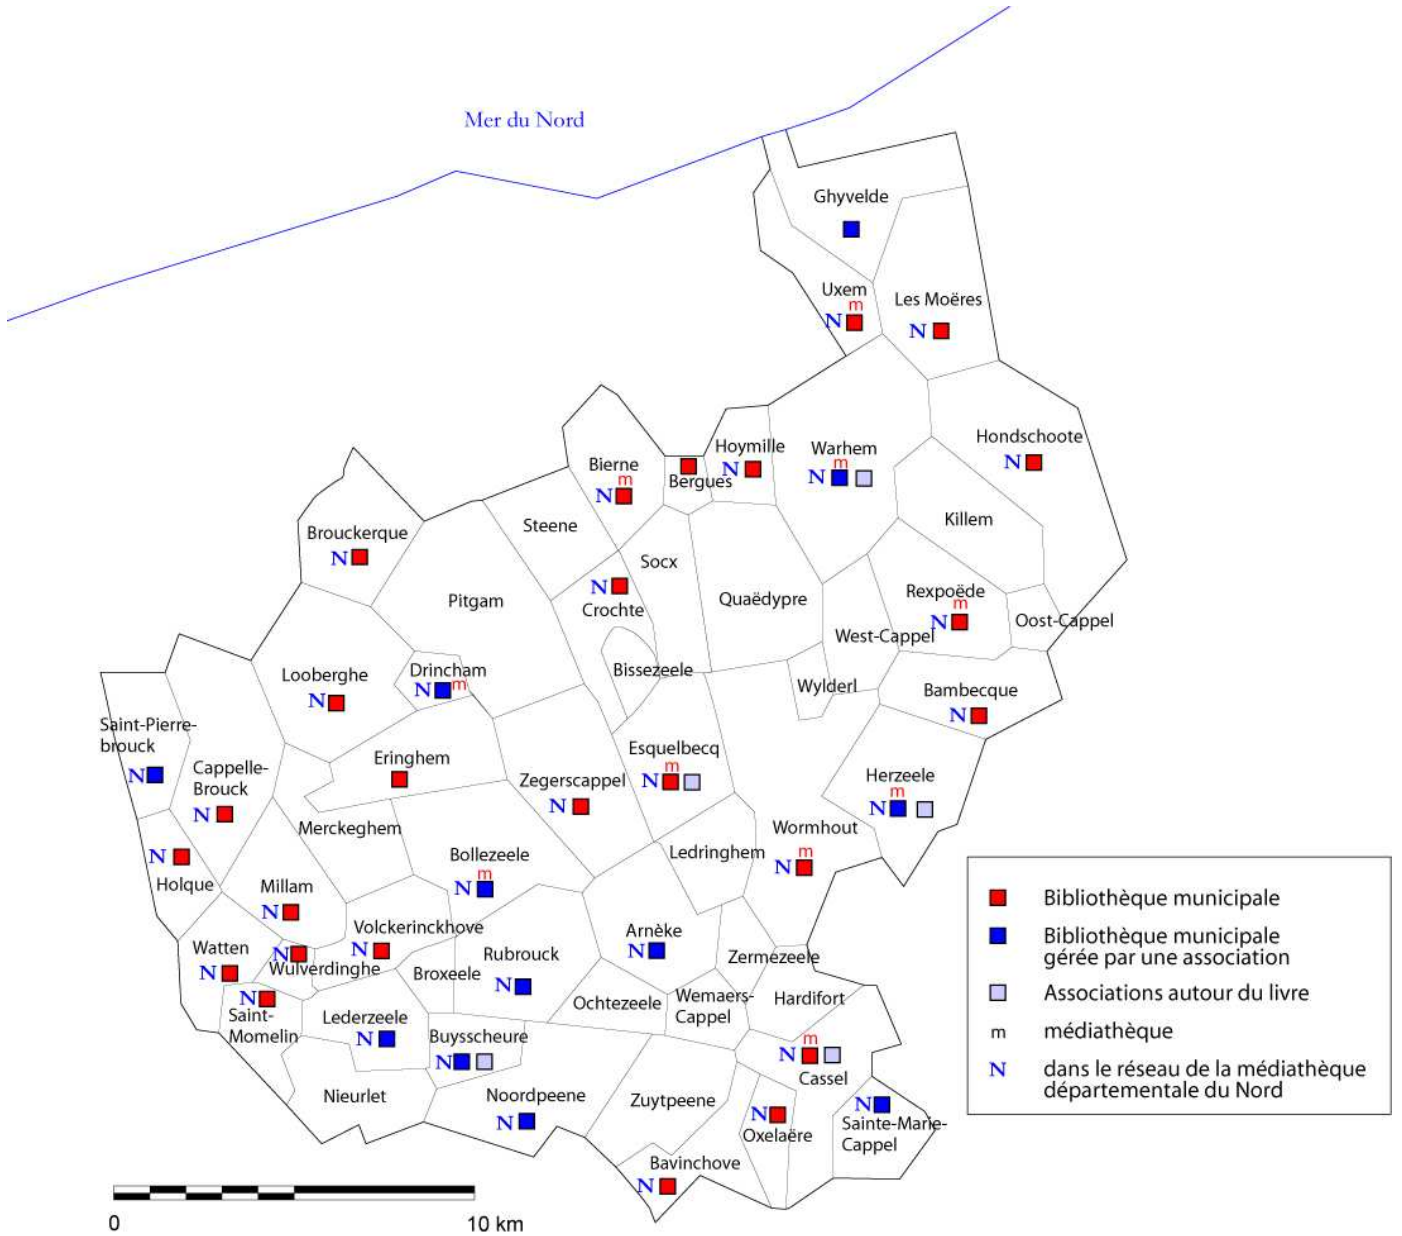 Mer du Nord
Ghyvelde
Uxem
m
N
Les Moëres
N
Hondschoote
N
Hoymille
N
Warhem
m
N
Bierne
m
N
Bergues
Killem
Steene
Brouckerque
N
Socx
N
Crochte
Quaëdypre
Rexpoëde
m
N
Oost-Cappel
West-Cappel
Pitgam
Bissezeele
Drincham
m
N
Looberghe
N
Wylderl
Bambecque
N
Saint-Pierre-
brouck
N
Cappelle-
Brouck
N
Eringhem
Esquelbecq
m
N
Zegerscappel
N
Herzeele
m
N
Merckeghem
Wormhout
m
N
Ledringhem
Bollezeele
m
N
N
Holque
Millam
N
Volckerinckhove
N
Watten
N
N
Wulverdinghe
Broxeele
Rubrouck
N
Arnêke
N
Zermezeele
Ochtezeele
Wemaers-
Cappel
Hardifort
N
Saint-
Momelin
Lederzeele
N
Buysscheure
N
m
N
Cassel
Nieurlet
Noordpeene
N
Zuytpeene
N
Oxelaëre
N
Sainte-Marie-
Cappel
Bavinchove
N
Bibliothèque municipale
Bibliothèque municipale
gérée par une association
Associations autour du livre
m médiathèque
N dans le réseau de la médiathèque
départementale du Nord
0 10 km